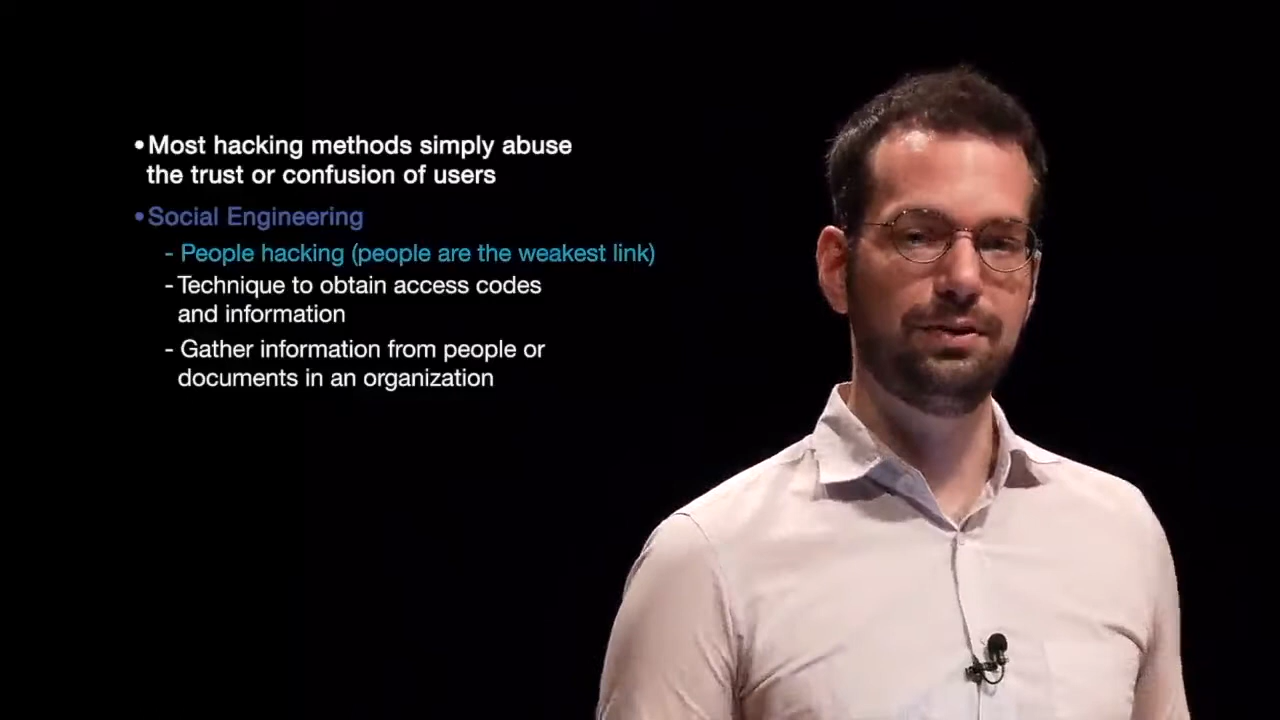 •Most hacking methods simply abuse
the trust or confusion of users
•Social Engineering
- People hacking (people are the weakest link)
- Technique to obtain access codes
and information
- Gather information from people or
documents in an organization